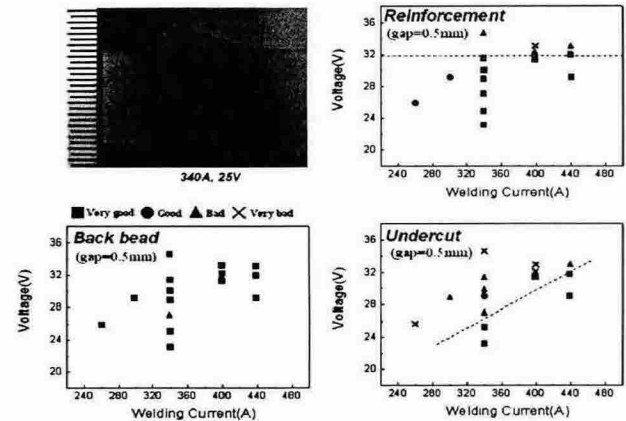 340A, 25V
Reinforcement
(gap=0.5mm)
Voltage(V)
36
32
28
24
20
240 280 320 360 400 440 480
Welding Current(A)
Very good Good Bad Very bad
Back bead
(gap=0.5mm)
Voltage(V)
36
32
28
24
20
240 280 320 360 400 440 480
Welding Current(A)
Undercut
(gap=0.5mm)
Voltage(V)
36
32
28
24
20
240 280 320 360 400 440 480
Welding Current(A)